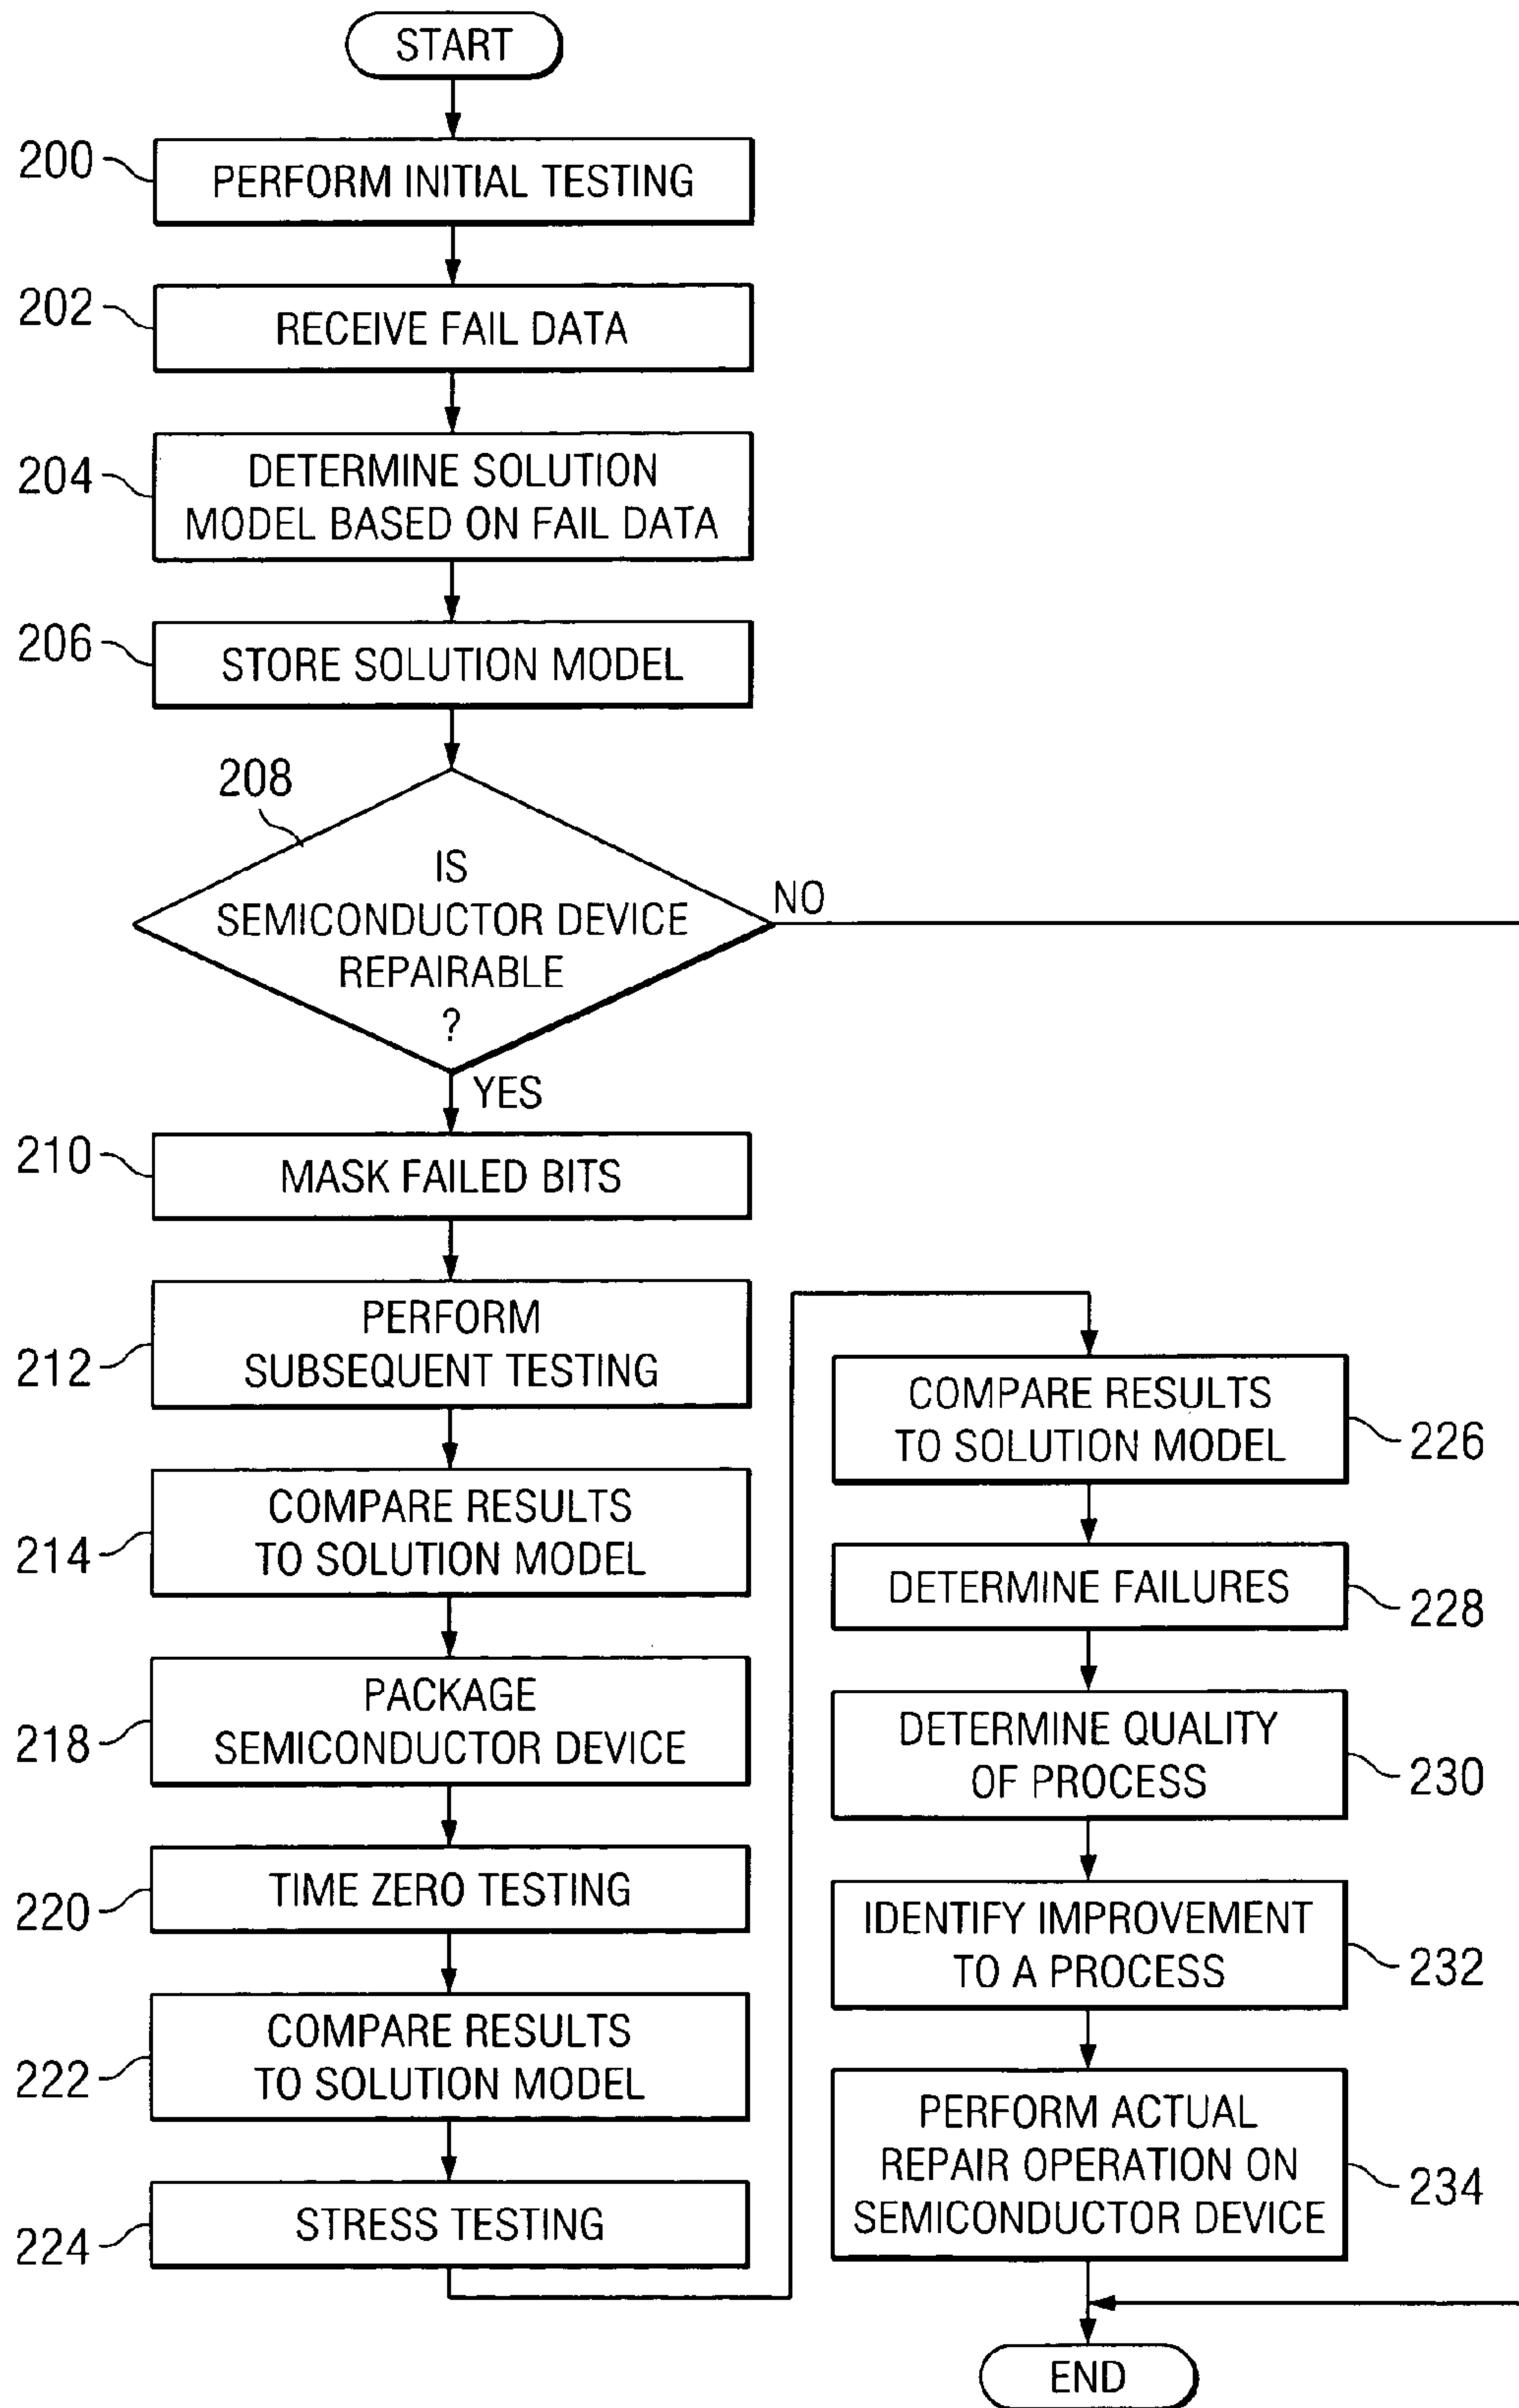 START
200
PERFORM INITIAL TESTING
202
RECEIVE FAIL DATA
204
DETERMINE SOLUTION
MODEL BASED ON FAIL DATA
206
STORE SOLUTION MODEL
208
IS
SEMICONDUCTOR DEVICE
REPAIRABLE
?
NO
YES
210
MASK FAILED BITS
212
PERFORM
SUBSEQUENT TESTING
214
COMPARE RESULTS
TO SOLUTION MODEL
218
PACKAGE
SEMICONDUCTOR DEVICE
220
TIME ZERO TESTING
222
COMPARE RESULTS
TO SOLUTION MODEL
224
STRESS TESTING
COMPARE RESULTS
TO SOLUTION MODEL
226
DETERMINE FAILURES
228
DETERMINE QUALITY
OF PROCESS
230
IDENTIFY IMPROVEMENT
TO A PROCESS
232
PERFORM ACTUAL
REPAIR OPERATION ON
SEMICONDUCTOR DEVICE
234
END